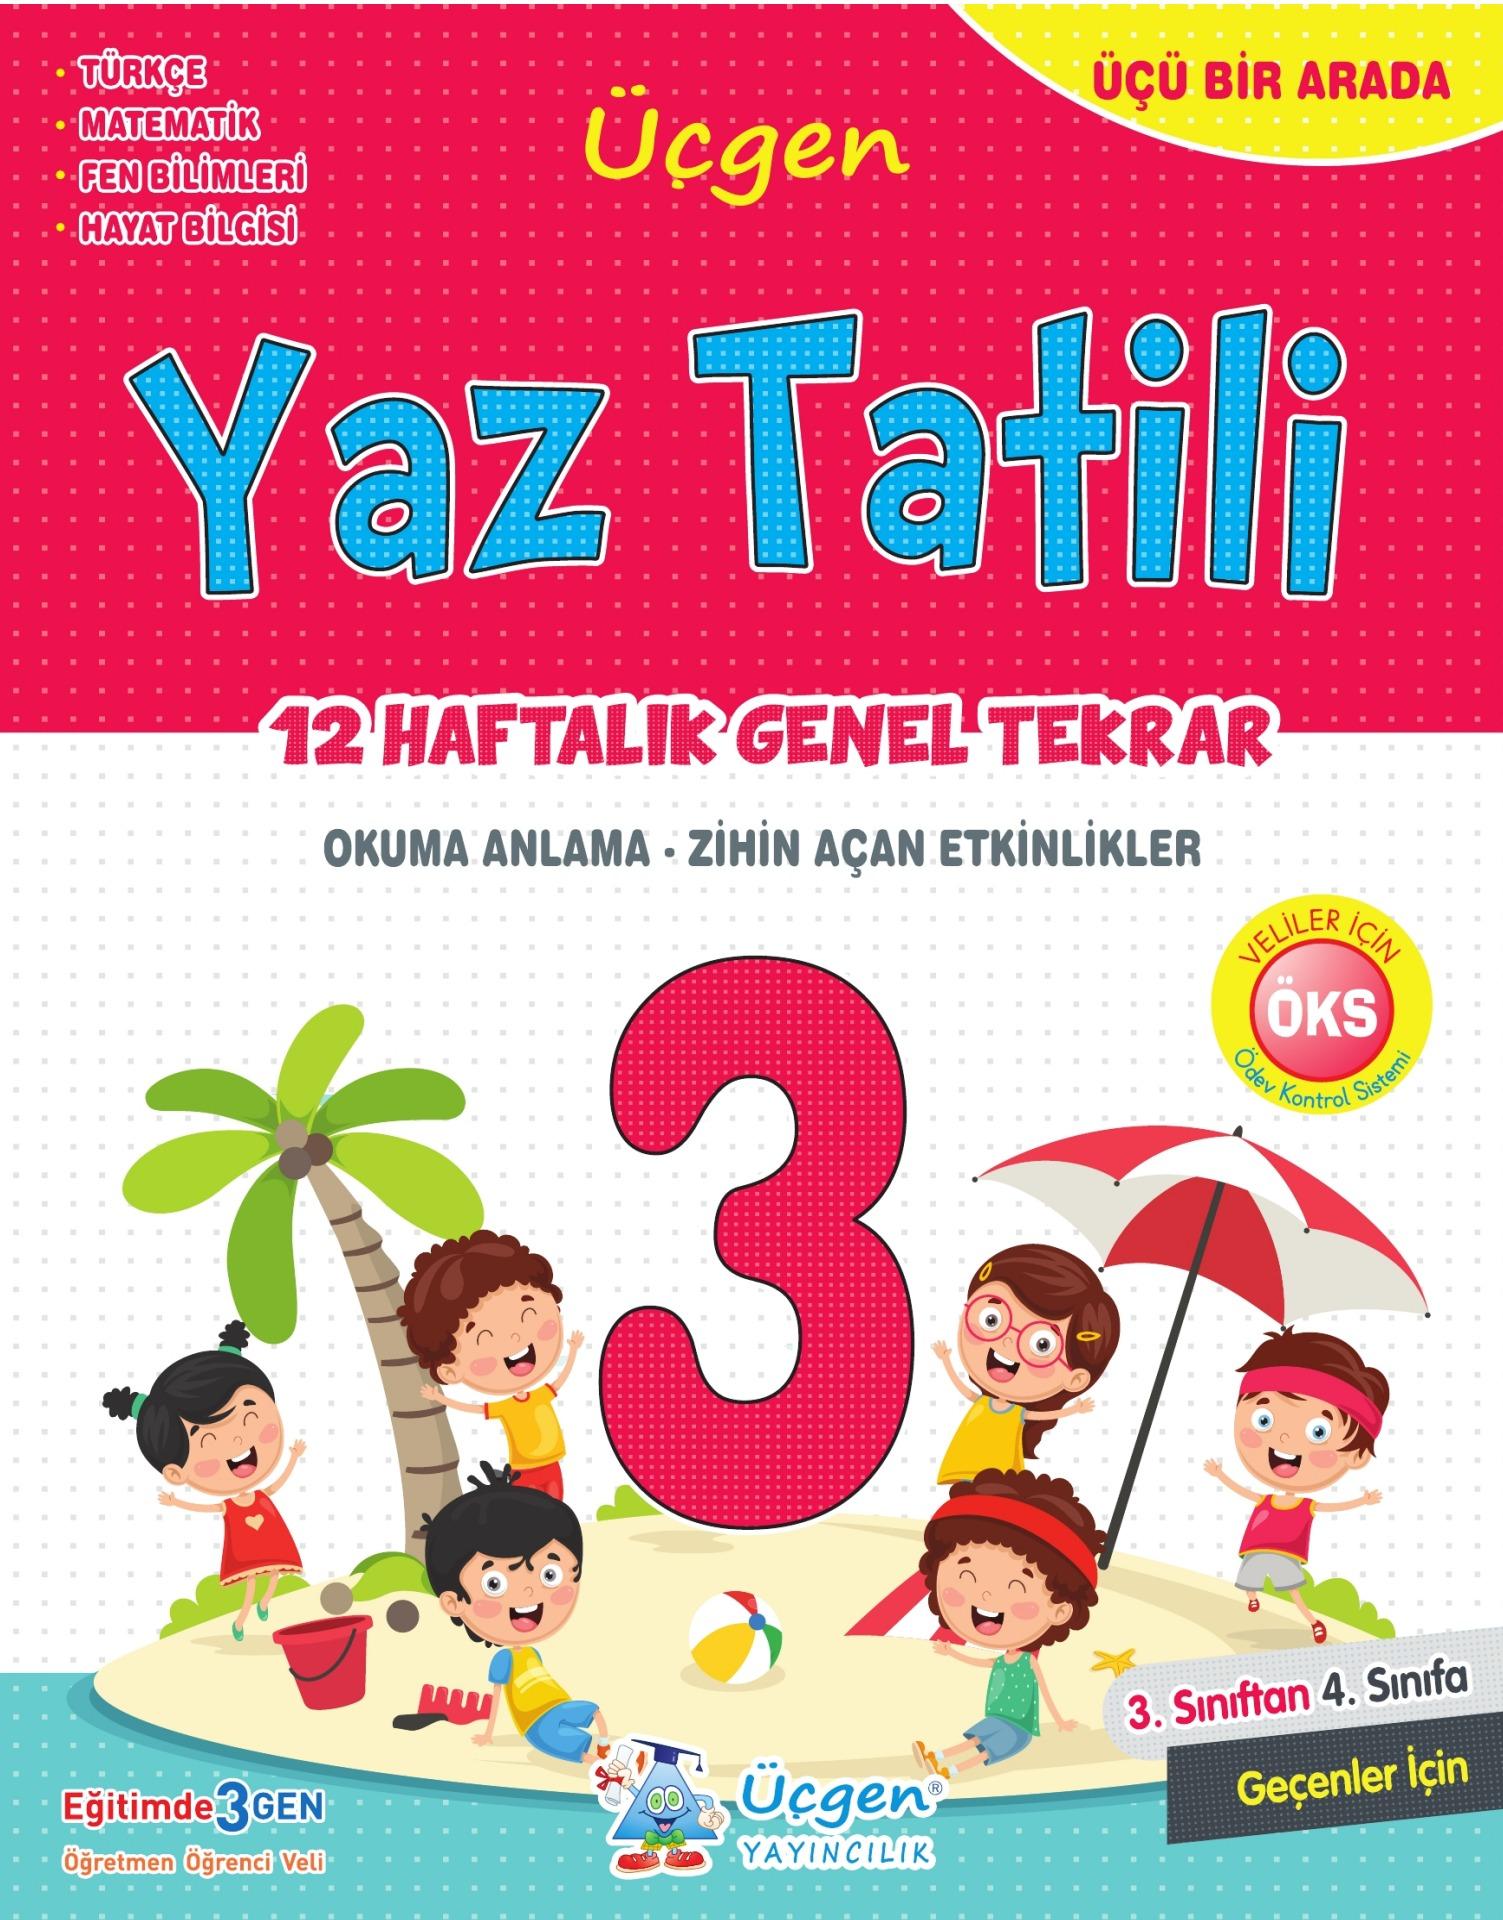 • TÜRKÇE
• MATEMATİK
• FEN BİLİMLERİ
• HAYAT BİLGİSİ
ÜÇÜ BİR ARADA
Üçgen
Yaz Tatili
12 HAFTALIK GENEL TEKRAR
OKUMA ANLAMA • ZİHİN AÇAN ETKİNLİKLER
VELİLER İÇİN
ÖKS
Ödev Kontrol Sistemi
3
3. Sınıftan 4. Sınıfa
Geçenler İçin
Eğitimde 3GEN
Öğretmen Öğrenci Veli
Üçgen®
YAYINCILIK